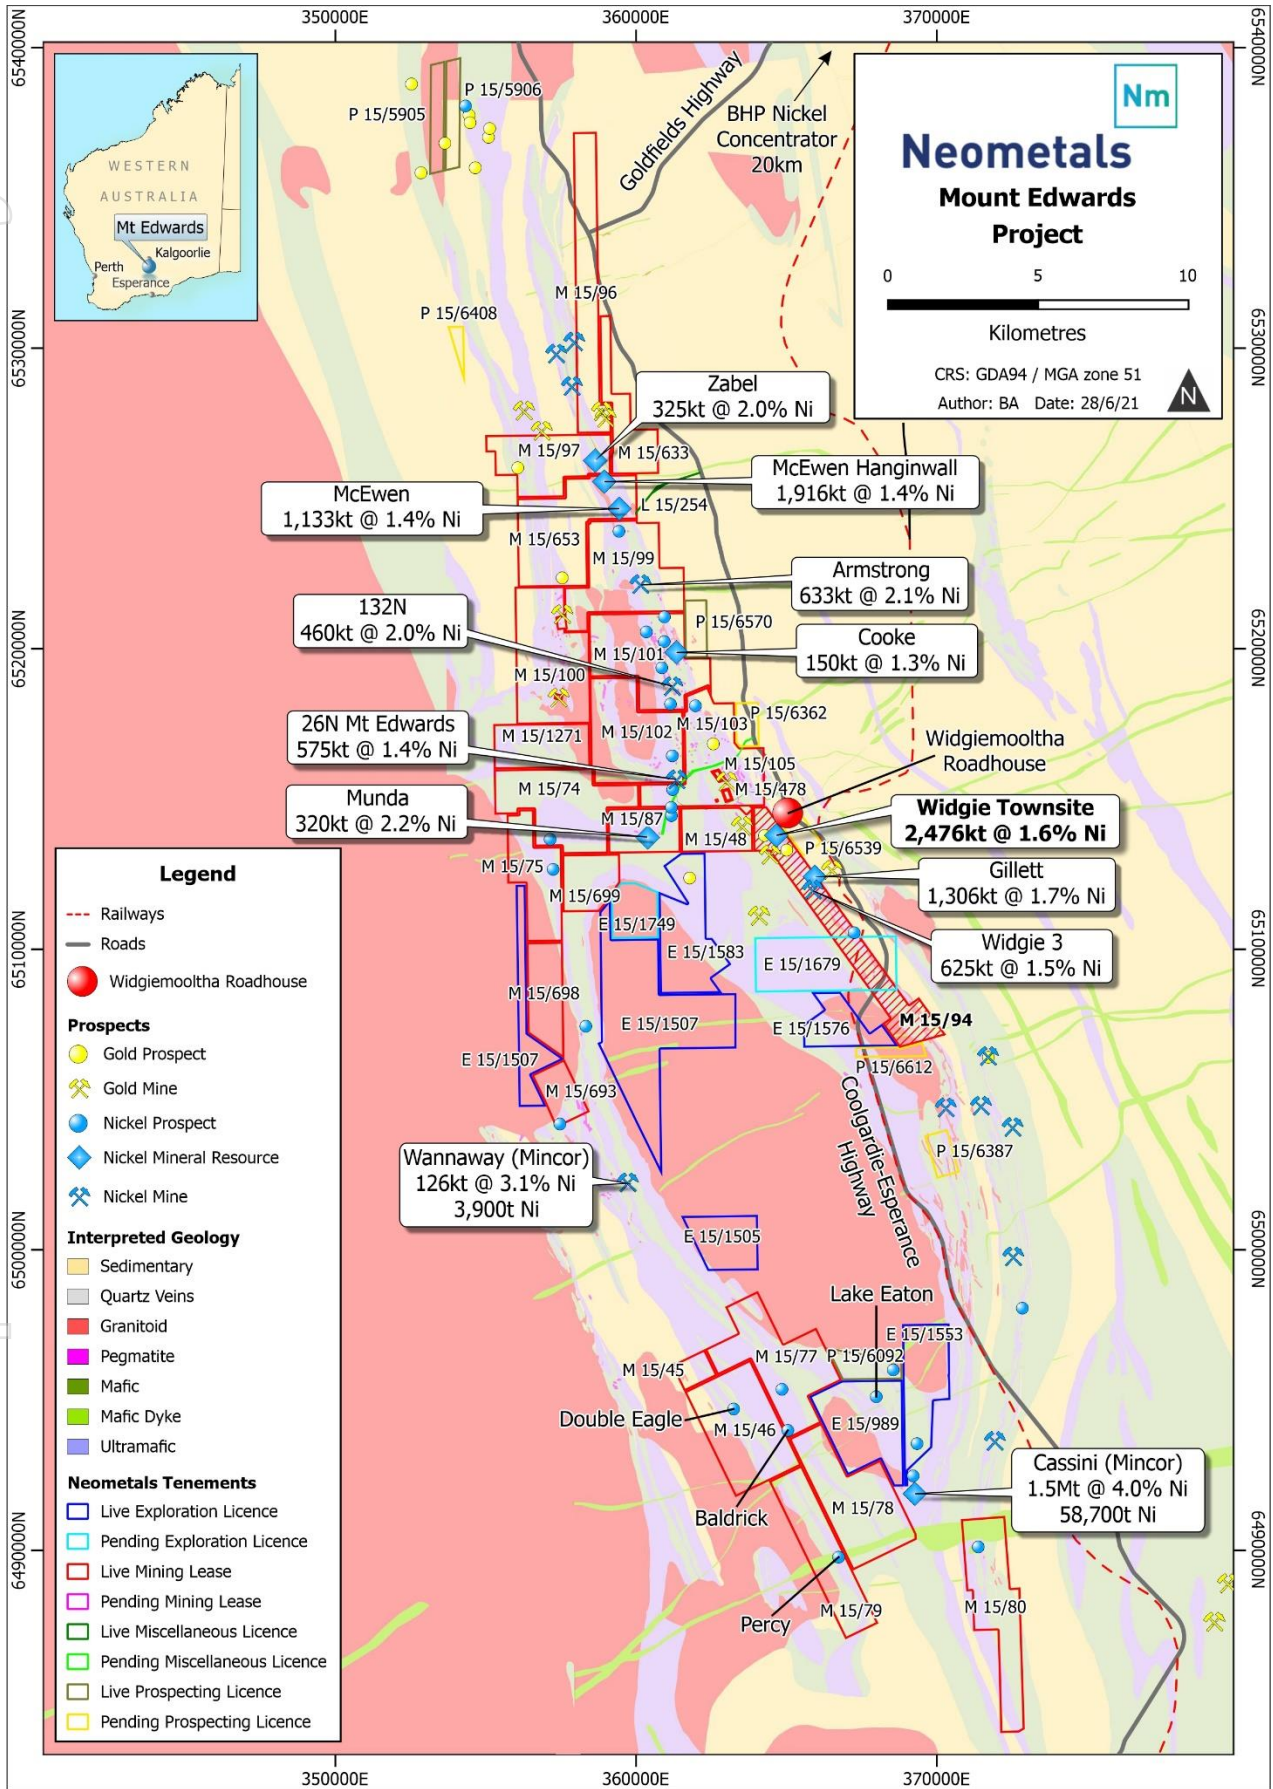 350000E
360000E
370000E
6540000N
6540000N
6530000N
6530000N
6520000N
6520000N
6510000N
6510000N
6500000N
6500000N
6490000N
6490000N
WESTERN
AUSTRALIA
Mt Edwards
Kalgoorlie
Perth
Esperance
P 15/5906
P 15/5905
Goldfields Highway
BHP Nickel
Concentrator
20km
Nm
Neometals
Mount Edwards
Project
0 5 10
Kilometres
CRS: GDA94 / MGA zone 51
Author: BA Date: 28/6/21
N
M 15/96
P 15/6408
Zabel
325kt @ 2.0% Ni
M 15/97
M 15/633
McEwen Hanginwall
1,916kt @ 1.4% Ni
McEwen
1,133kt @ 1.4% Ni
L 15/254
M 15/653
M 15/99
Armstrong
633kt @ 2.1% Ni
132N
460kt @ 2.0% Ni
P 15/6570
Cooke
150kt @ 1.3% Ni
M 15/101
M 15/100
26N Mt Edwards
575kt @ 1.4% Ni
M 15/1271
M 15/102
M 15/103
P 15/6362
Widgiemooltha
Roadhouse
M 15/105
M 15/74
M 15/478
Munda
320kt @ 2.2% Ni
M 15/87
M 15/48
Widgie Townsite
2,476kt @ 1.6% Ni
P 15/6539
M 15/75
Gillett
1,306kt @ 1.7% Ni
M 15/699
E 15/1749
E 15/1583
E 15/1679
Widgie 3
625kt @ 1.5% Ni
M 15/698
E 15/1507
E 15/1576
M 15/94
E 15/1507
P 15/6612
M 15/693
Coolgardie-Esperance
Highway
P 15/6387
Wannaway (Mincor)
126kt @ 3.1% Ni
3,900t Ni
E 15/1505
Lake Eaton
E 15/1553
M 15/77
P 15/6092
M 15/45
Double Eagle
M 15/46
E 15/989
Cassini (Mincor)
1.5Mt @ 4.0% Ni
58,700t Ni
Baldrick
M 15/78
Percy
M 15/79
M 15/80
Legend
Railways
Roads
Widgiemooltha Roadhouse
Prospects
Gold Prospect
Gold Mine
Nickel Prospect
Nickel Mineral Resource
Nickel Mine
Interpreted Geology
Sedimentary
Quartz Veins
Granitoid
Pegmatite
Mafic
Mafic Dyke
Ultramafic
Neometals Tenements
Live Exploration Licence
Pending Exploration Licence
Live Mining Lease
Pending Mining Lease
Live Miscellaneous Licence
Pending Miscellaneous Licence
Live Prospecting Licence
Pending Prospecting Licence
350000E
360000E
370000E